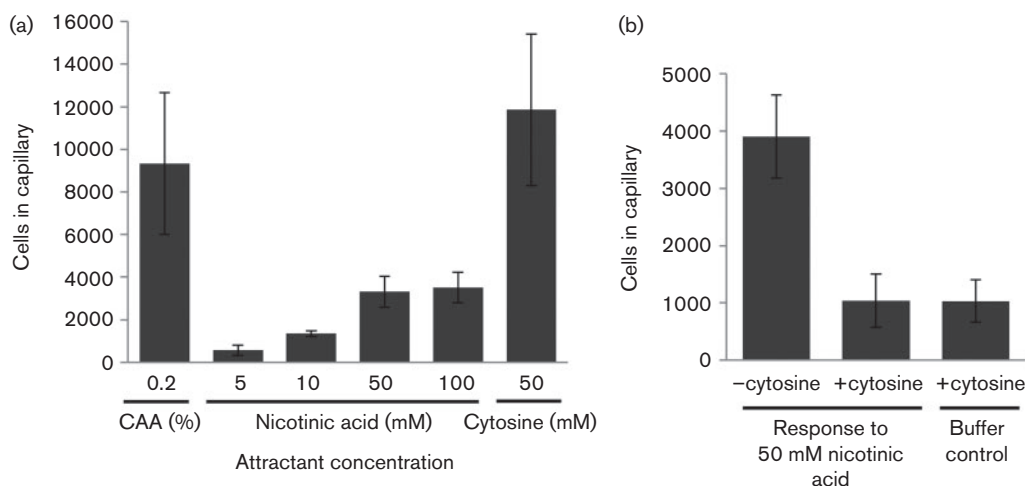 (a)
16000
14000
12000
10000
8000
6000
4000
2000
0
Cells in capillary
0.2 5 10 50 100 50
CAA (%) Nicotinic acid (mM) Cytosine (mM)
Attractant concentration
(b)
5000
4000
3000
2000
1000
0
Cells in capillary
−cytosine +cytosine +cytosine
Response to
50 mM nicotinic
acid
Buffer
control